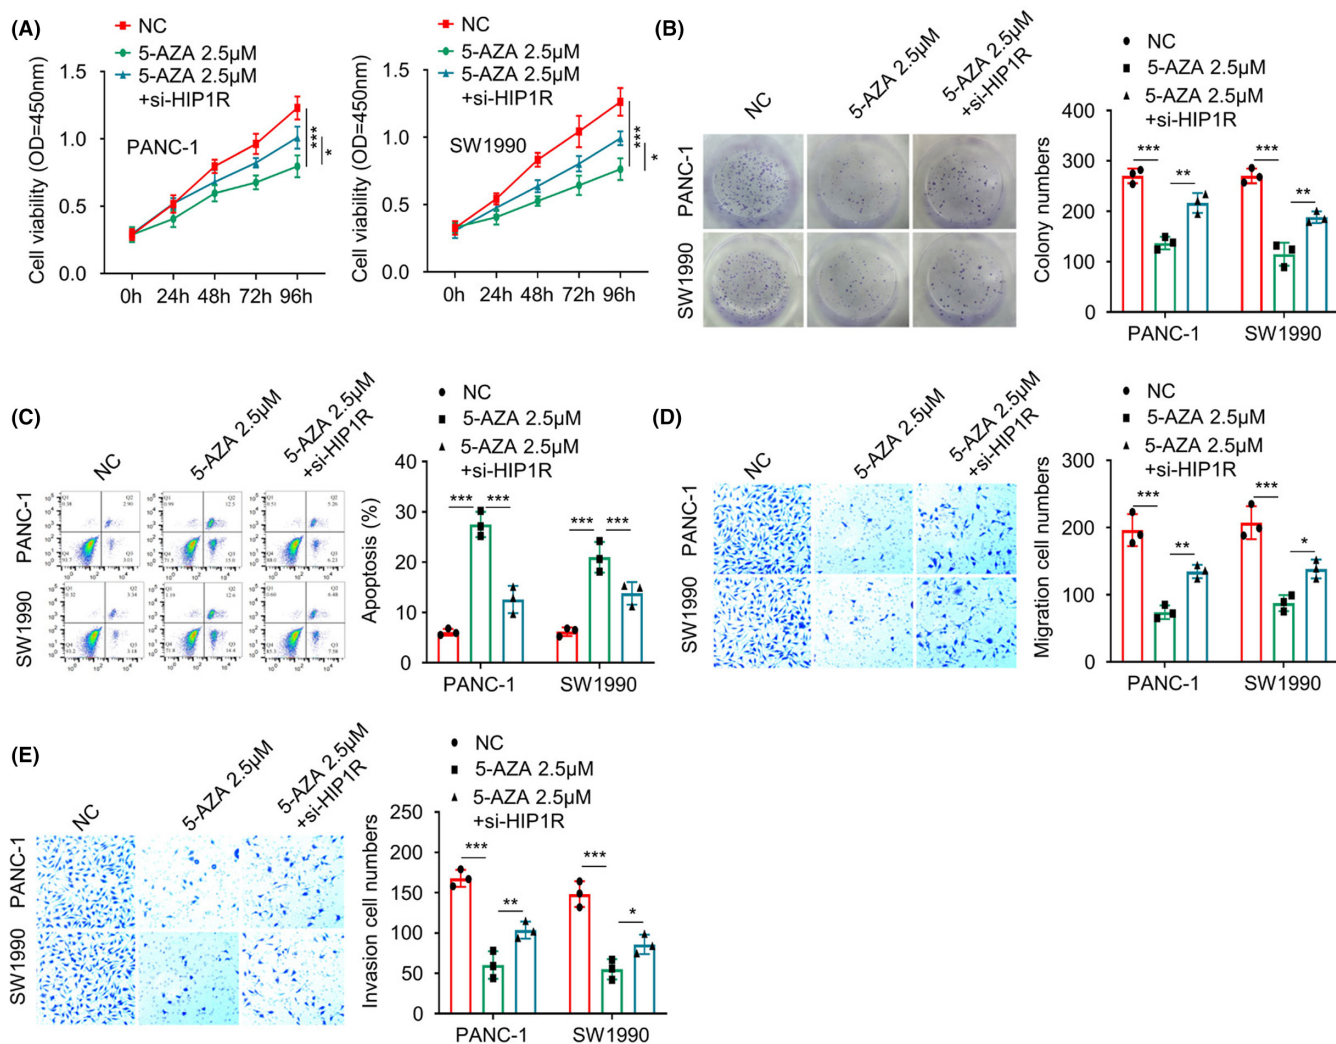 (A)
NC
5-AZA 2.5µM
5-AZA 2.5µM
+si-HIP1R
Cell viability (OD=450nm)
1.5
1.0
0.5
0.0
PANC-1
***
*
0h 24h 48h 72h 96h
NC
5-AZA 2.5µM
5-AZA 2.5µM
+si-HIP1R
Cell viability (OD=450nm)
1.5
1.0
0.5
0.0
SW1990
***
*
0h 24h 48h 72h 96h
(B)
NC
5-AZA 2.5µM
5-AZA 2.5µM
+si-HIP1R
PANC-1
SW1990
NC
5-AZA 2.5µM
5-AZA 2.5µM
+si-HIP1R
Colony numbers
400
300
200
100
0
*** **
*** **
PANC-1 SW1990
(C)
NC
5-AZA 2.5µM
5-AZA 2.5µM
+si-HIP1R
PANC-1
SW1990
NC
5-AZA 2.5µM
5-AZA 2.5µM
+si-HIP1R
Apoptosis (%)
40
30
20
10
0
*** ***
*** ***
PANC-1 SW1990
(D)
NC
5-AZA 2.5µM
5-AZA 2.5µM
+si-HIP1R
PANC-1
SW1990
NC
5-AZA 2.5µM
5-AZA 2.5µM
+si-HIP1R
Migration cell numbers
300
200
100
0
*** **
*** *
PANC-1 SW1990
(E)
NC
5-AZA 2.5µM
5-AZA 2.5µM
+si-HIP1R
PANC-1
SW1990
NC
5-AZA 2.5µM
5-AZA 2.5µM
+si-HIP1R
Invasion cell numbers
250
200
150
100
50
0
*** **
*** *
PANC-1 SW1990